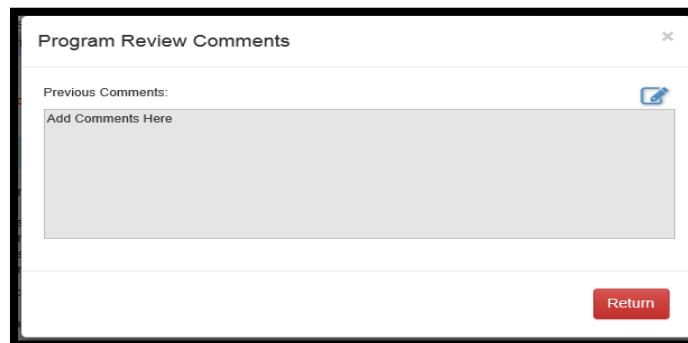 Program Review Comments
×
Previous Comments:
Add Comments Here
Return